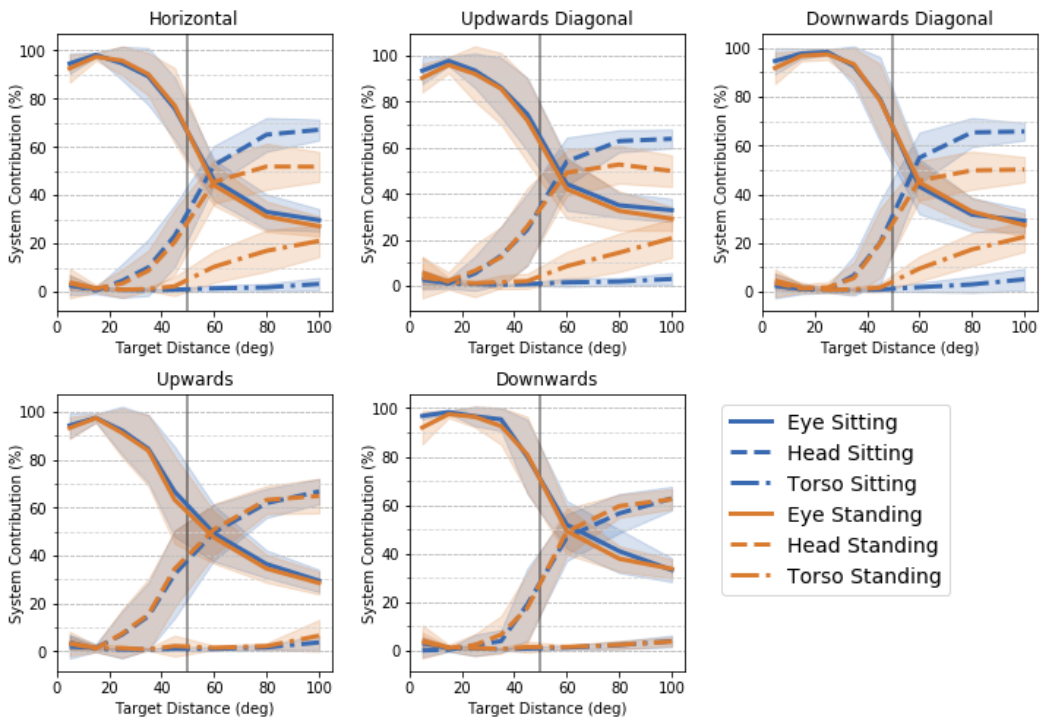 Horizontal
Updwards Diagonal
Downwards Diagonal
System Contribution (%)
100
80
60
40
20
0
0 20 40 60 80 100
Target Distance (deg)
System Contribution (%)
100
80
60
40
20
0
0 20 40 60 80 100
Target Distance (deg)
System Contribution (%)
100
80
60
40
20
0
0 20 40 60 80 100
Target Distance (deg)
Upwards
Downwards
System Contribution (%)
100
80
60
40
20
0
0 20 40 60 80 100
Target Distance (deg)
System Contribution (%)
100
80
60
40
20
0
0 20 40 60 80 100
Target Distance (deg)
Eye Sitting
Head Sitting
Torso Sitting
Eye Standing
Head Standing
Torso Standing